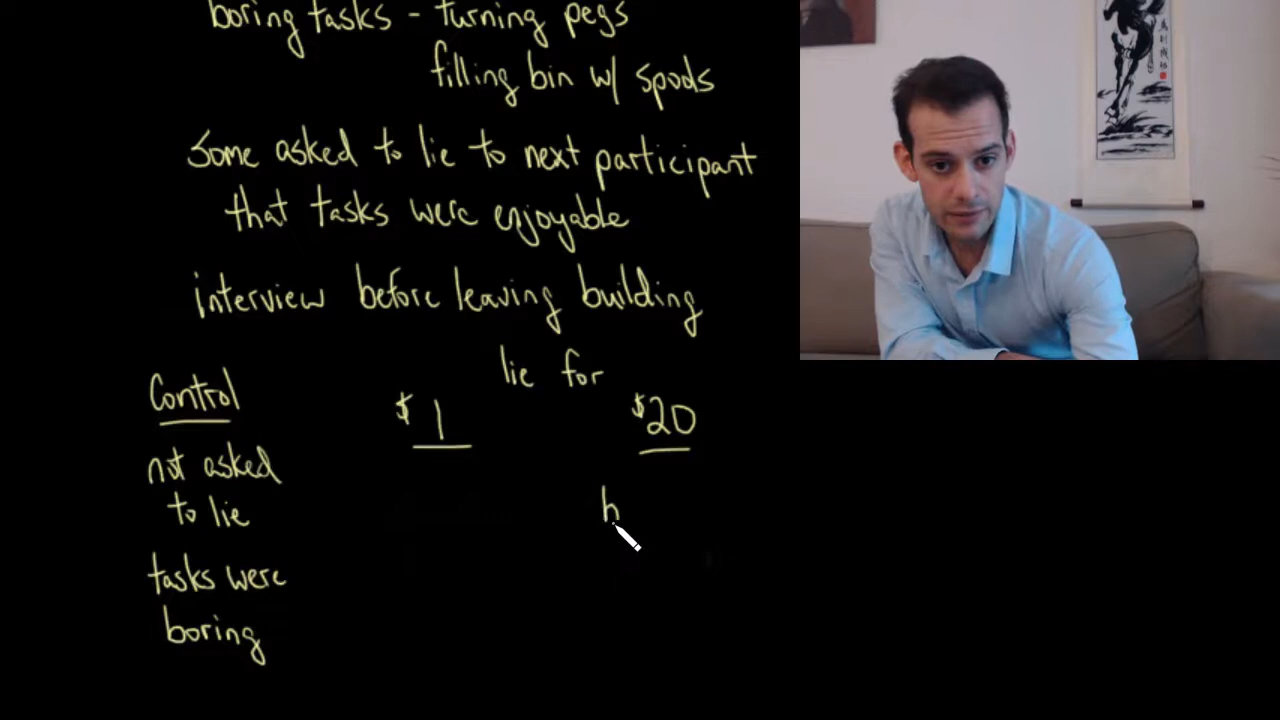 boring tasks - turning pegs
filling bin w/ spods
Some asked to lie to next participant
that tasks were enjoyable
interview before leaving building
lie for
Control $1 $20
not asked
to lie
h
tasks were
boring